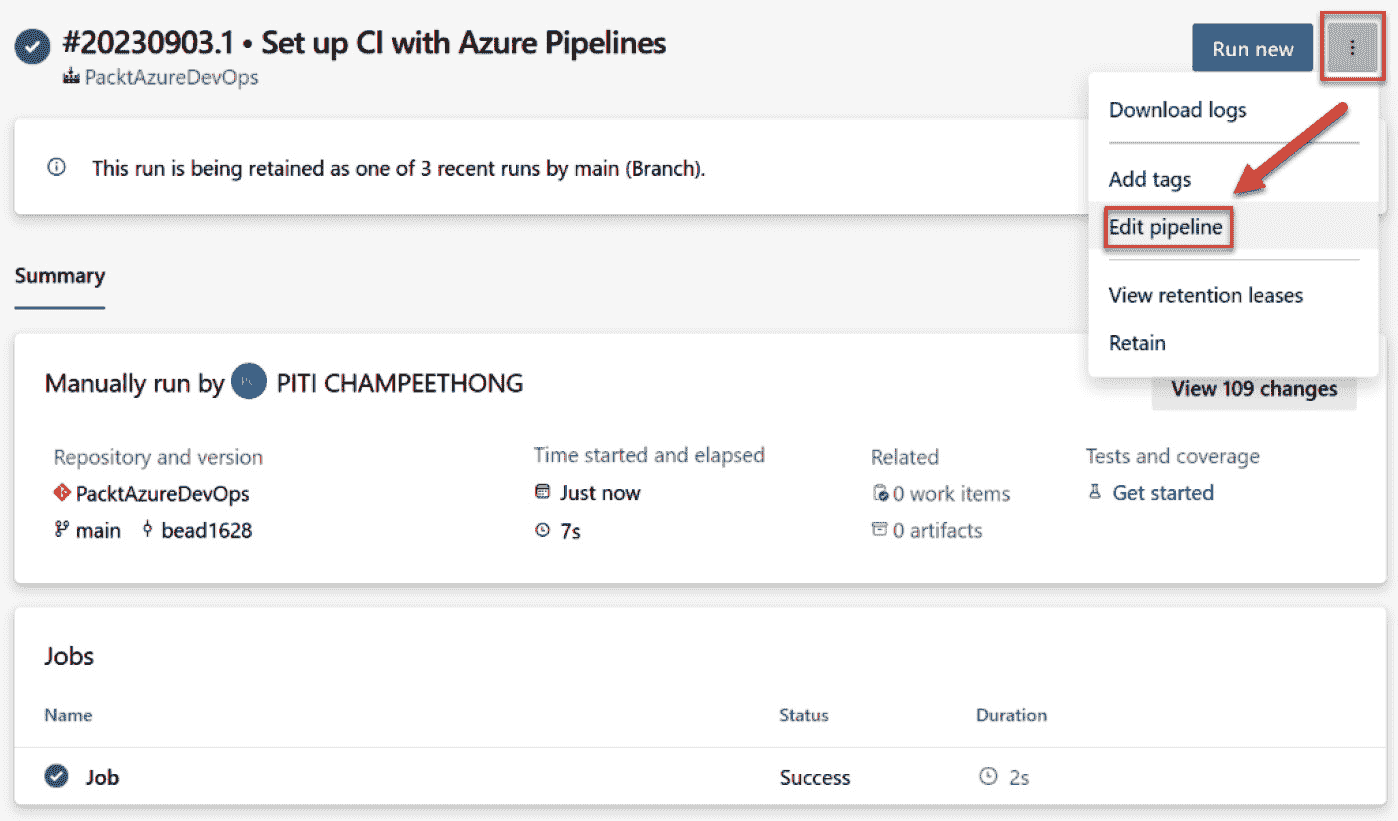 #20230903.1 • Set up CI with Azure Pipelines
PacktAzureDevOps
Run new
Download logs
Add tags
Edit pipeline
View retention leases
Retain
This run is being retained as one of 3 recent runs by main (Branch).
Summary
Manually run by PITI CHAMPEETHONG
View 109 changes
Repository and version
PacktAzureDevOps
main bead1628
Time started and elapsed
Just now
7s
Related
0 work items
0 artifacts
Tests and coverage
Get started
Jobs
Name Status Duration
Job Success 2s